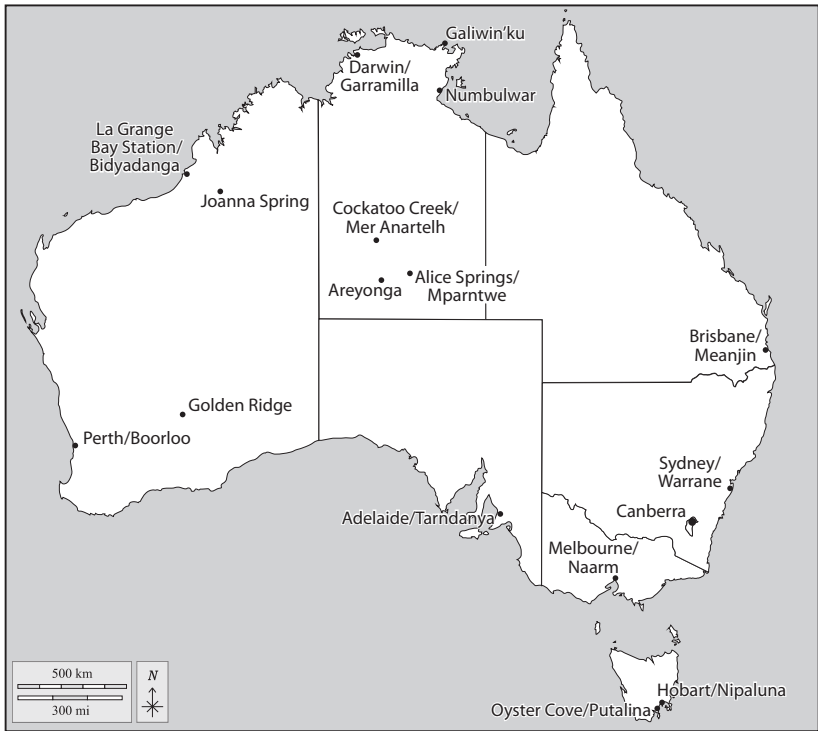 Galiwin’ku
Darwin/
Garramilla
Numbulwar
La Grange
Bay Station/
Bidyadanga
Joanna Spring
Cockatoo Creek/
Mer Anartelh
Areyonga
Alice Springs/
Mparntwe
Brisbane/
Meanjin
Golden Ridge
Perth/Boorloo
Sydney/
Warrane
Canberra
Adelaide/Tarndanya
Melbourne/
Naarm
Hobart/Nipaluna
Oyster Cove/Putalina
500 km
300 mi
N